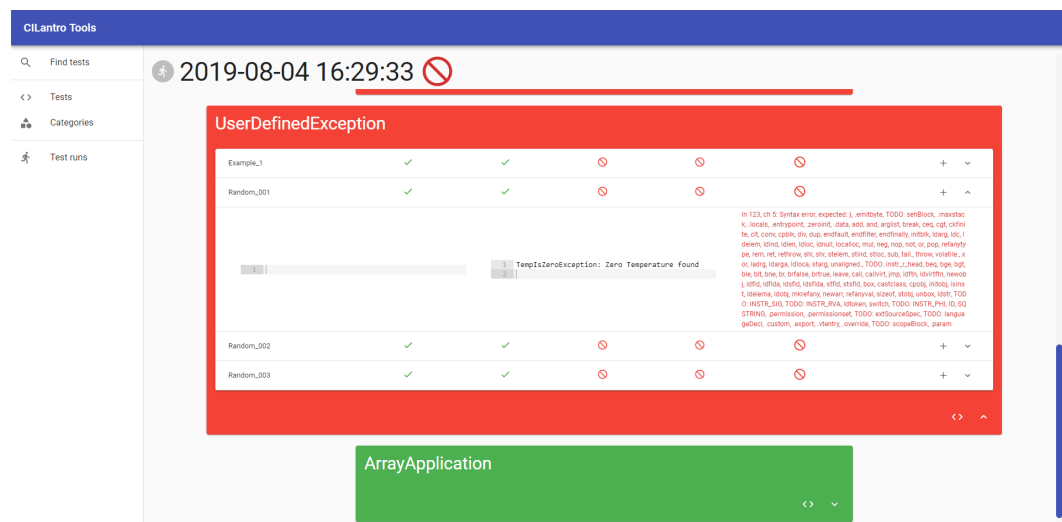 CILantro Tools
Find tests
Tests
Categories
Test runs
2019-08-04 16:29:33
UserDefinedException
Example_1
Random_001
1
1 TempIsZeroException: Zero Temperature found
2
ln 123, ch 5: Syntax error, expected: }, .emitbyte, TODO: sehBlock, .maxstac
k, .locals, .entrypoint, .zeroinit, .data, add, and, arglist, break, ceq, cgt, ckfini
te, clt, conv, cpblk, div, dup, endfault, endfilter, endfinally, initblk, ldarg, ldc, l
delem, ldind, ldlen, ldloc, ldnull, localloc, mul, neg, nop, not, or, pop, refanyty
pe, rem, ret, rethrow, shl, shr, stelem, stind, stloc, sub, tail., throw, volatile., x
or, ladrg, ldarga, ldloca, starg, unaligned., TODO: instr_r_head, beq, bge, bgt,
ble, blt, bne, br, brfalse, brtrue, leave, call, callvirt, jmp, ldftn, ldvirtftn, newob
j, ldfld, ldflda, ldsfld, ldsflda, stfld, stsfld, box, castclass, cpobj, initobj, isins
t, ldelema, ldobj, mkrefany, newarr, refanyval, sizeof, stobj, unbox, ldstr, TOD
O: INSTR_SIG, TODO: INSTR_RVA, ldtoken, switch, TODO: INSTR_PHI, ID, SQ
STRING, .permission, .permissionset, TODO: extSourceSpec, TODO: langua
geDecl, .custom, .export, .vtentry, .override, TODO: scopeBlock, .param
Random_002
Random_003
ArrayApplication